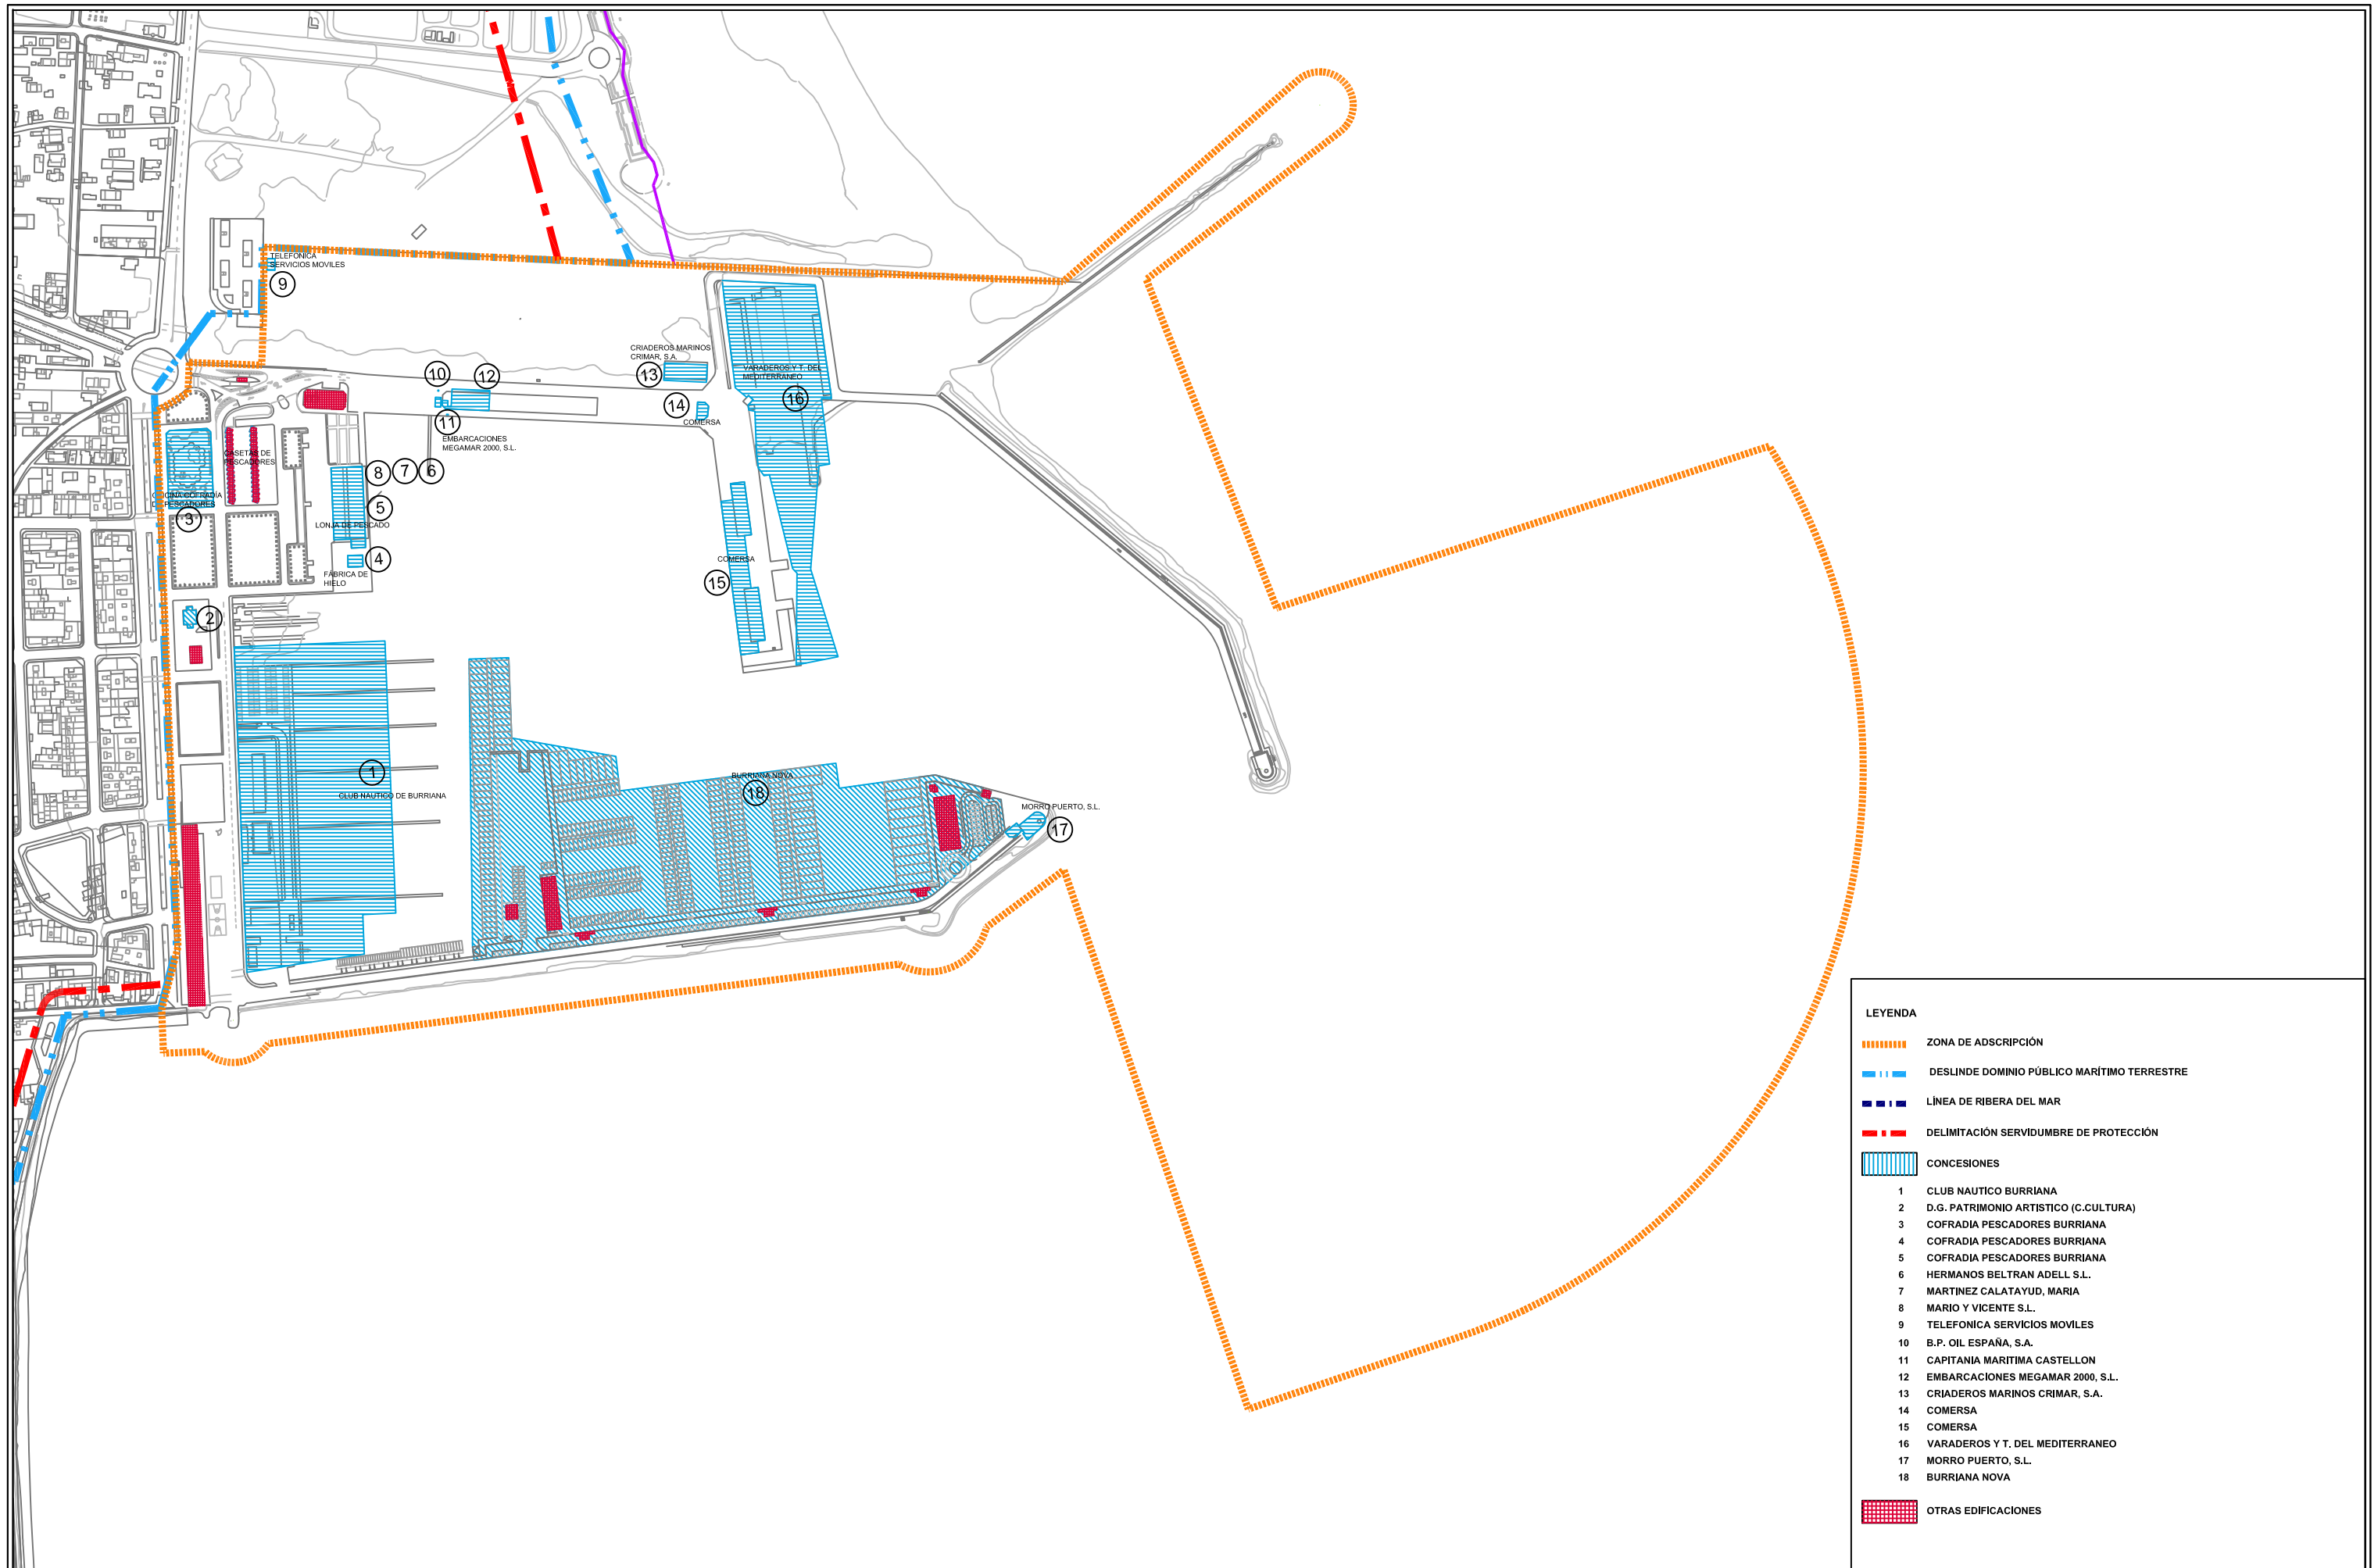 TELEFONICA
SERVICIOS MOVILES
9
CRIADEROS MARINOS
CRIMAR, S.A.
13
10
12
VARADEROS Y T. DEL
MEDITERRANEO
16
14
COMERSA
11
EMBARCACIONES
MEGAMAR 2000, S.L.
CASETAS DE
PESCADORES
8
7
6
OFICINA COFRADÍA
DE PESCADORES
3
5
LONJA DE PESCADO
4
FÁBRICA DE
HIELO
COMERSA
15
2
1
CLUB NAUTICO DE BURRIANA
BURRIANA NOVA
18
MORRO PUERTO, S.L.
17
LEYENDA
ZONA DE ADSCRIPCIÓN
DESLINDE DOMINIO PÚBLICO MARÍTIMO TERRESTRE
LÍNEA DE RIBERA DEL MAR
DELIMITACIÓN SERVIDUMBRE DE PROTECCIÓN
CONCESIONES
1 CLUB NAUTICO BURRIANA
2 D.G. PATRIMONIO ARTISTICO (C.CULTURA)
3 COFRADIA PESCADORES BURRIANA
4 COFRADIA PESCADORES BURRIANA
5 COFRADIA PESCADORES BURRIANA
6 HERMANOS BELTRAN ADELL S.L.
7 MARTINEZ CALATAYUD, MARIA
8 MARIO Y VICENTE S.L.
9 TELEFONICA SERVICIOS MOVILES
10 B.P. OIL ESPAÑA, S.A.
11 CAPITANIA MARITIMA CASTELLON
12 EMBARCACIONES MEGAMAR 2000, S.L.
13 CRIADEROS MARINOS CRIMAR, S.A.
14 COMERSA
15 COMERSA
16 VARADEROS Y T. DEL MEDITERRANEO
17 MORRO PUERTO, S.L.
18 BURRIANA NOVA
OTRAS EDIFICACIONES